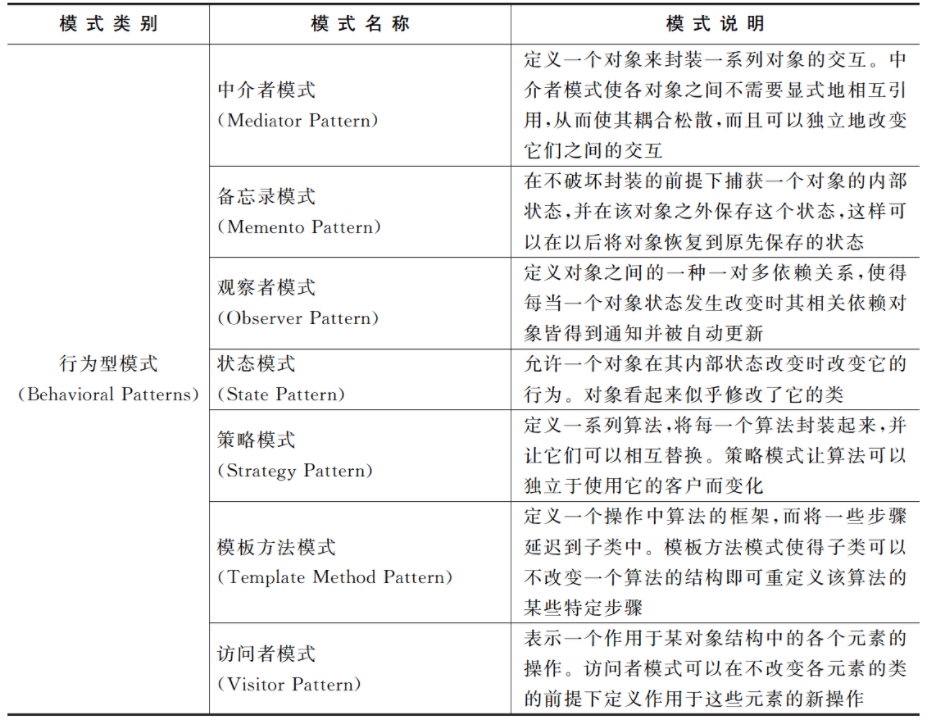 模式类别 模式名称 模式说明
行为型模式
(Behavioral Patterns)
中介者模式
(Mediator Pattern)
定义一个对象来封装一系列对象的交互。中
介者模式使各对象之间不需要显式地相互引
用,从而使其耦合松散,而且可以独立地改变
它们之间的交互
备忘录模式
(Memento Pattern)
在不破坏封装的前提下捕获一个对象的内部
状态,并在该对象之外保存这个状态,这样可
以在以后将对象恢复到原先保存的状态
观察者模式
(Observer Pattern)
定义对象之间的一种一对多依赖关系,使得
每当一个对象状态发生改变时其相关依赖对
象皆得到通知并被自动更新
状态模式
(State Pattern)
允许一个对象在其内部状态改变时改变它的
行为。对象看起来似乎修改了它的类
策略模式
(Strategy Pattern)
定义一系列算法,将每一个算法封装起来,并
让它们可以相互替换。策略模式让算法可以
独立于使用它的客户而变化
模板方法模式
(Template Method Pattern)
定义一个操作中算法的框架,而将一些步骤
延迟到子类中。模板方法模式使得子类可以
不改变一个算法的结构即可重定义该算法的
某些特定步骤
访问者模式
(Visitor Pattern)
表示一个作用于某对象结构中的各个元素的
操作。访问者模式可以在不改变各元素的类
的前提下定义作用于这些元素的新操作